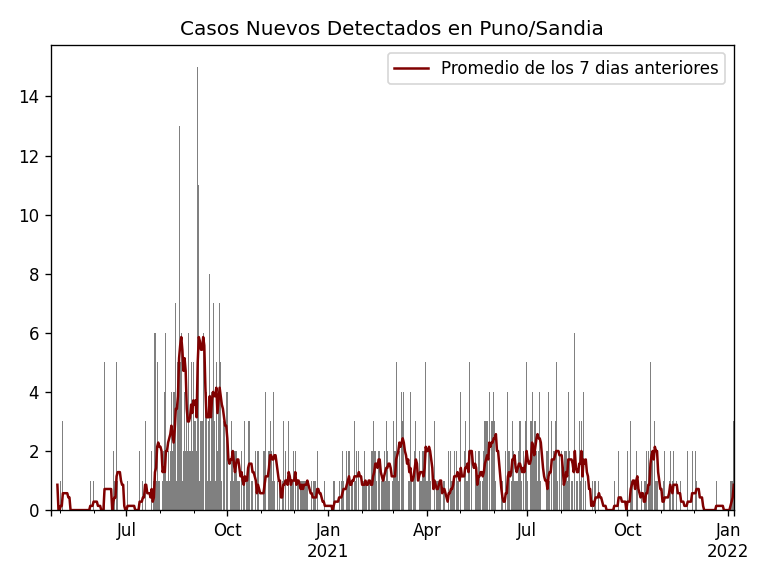 Casos Nuevos Detectados en Puno/Sandia
Promedio de los 7 dias anteriores
14
12
10
8
6
4
2
0
Jul
Oct
Jan
2021
Apr
Jul
Oct
Jan
2022